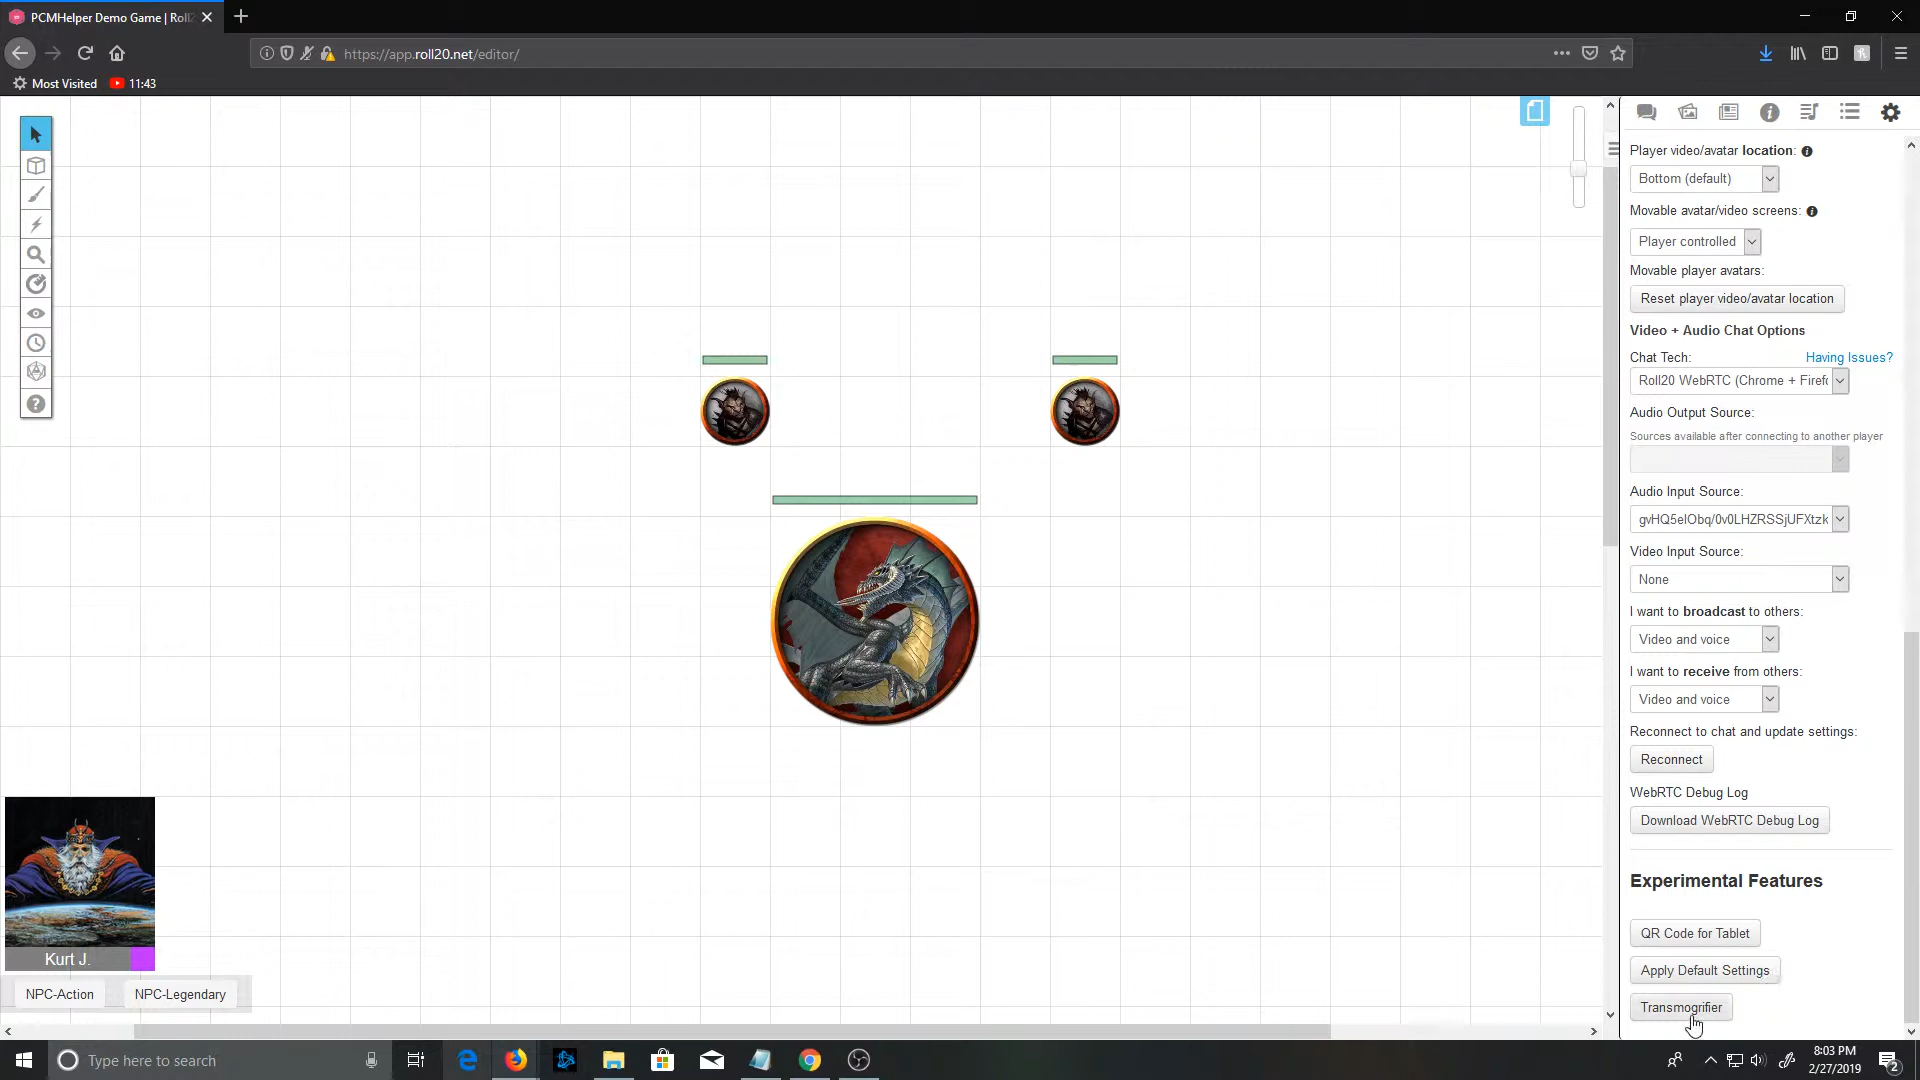 PCMHelper Demo Game | Roll2
https://app.roll20.net/editor/
Most Visited
11:43
Player video/avatar location:
Bottom (default)
Movable avatar/video screens:
Player controlled
Movable player avatars:
Reset player video/avatar location
Video + Audio Chat Options
Chat Tech:
Having Issues?
Roll20 WebRTC (Chrome + Firefo
Audio Output Source:
Sources available after connecting to another player
Audio Input Source:
Video Input Source:
None
I want to broadcast to others:
Video and voice
I want to receive from others:
Video and voice
Reconnect to chat and update settings:
Reconnect
WebRTC Debug Log
Download WebRTC Debug Log
Experimental Features
QR Code for Tablet
Apply Default Settings
Transmogrifier
Kurt J.
NPC-Action
NPC-Legendary
Type here to search
8:03 PM
2/27/2019
2